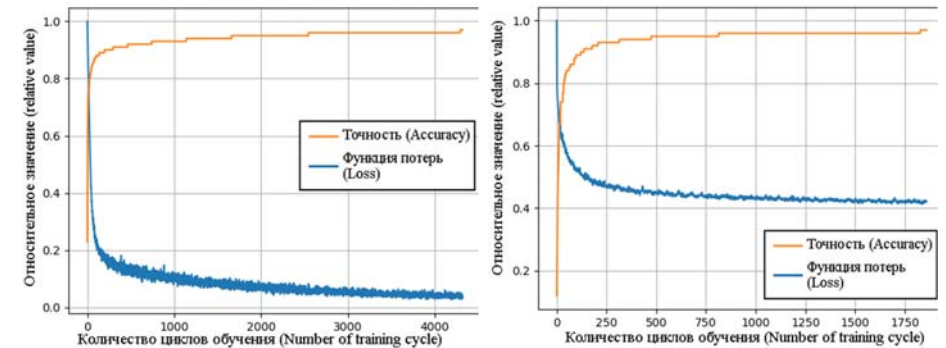 1.0
0.8
0.6
0.4
0.2
0.0
Относительное значение (relative value)
Точность (Accuracy)
Функция потерь
(Loss)
0
1000
2000
3000
4000
Количество циклов обучения (Number of training cycle)
1.0
0.8
0.6
0.4
0.2
Относительное значение (relative value)
Точность (Accuracy)
Функция потерь
(Loss)
0
250
500
750
1000
1250
1500
1750
Количество циклов обучения (Number of training cycle)